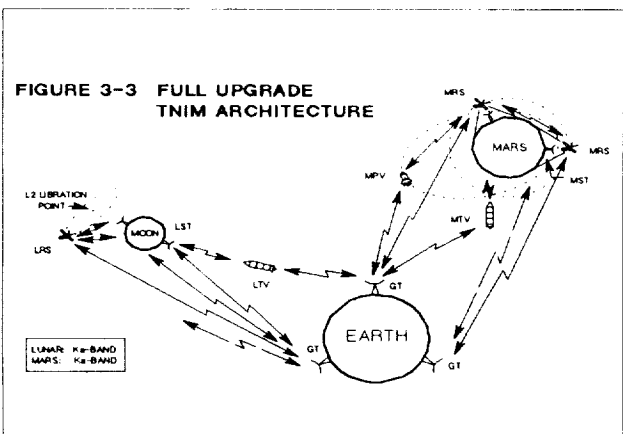 FIGURE 3-3 FULL UPGRADE
TNIM ARCHITECTURE
MRS
MARS
MRS
MST
MPV
MTV
L2 LIBRATION
POINT
LST
MOON
LRS
LTV
GT
EARTH
GT
GT
LUNAR: Ka-BAND
MARS: Ka-BAND